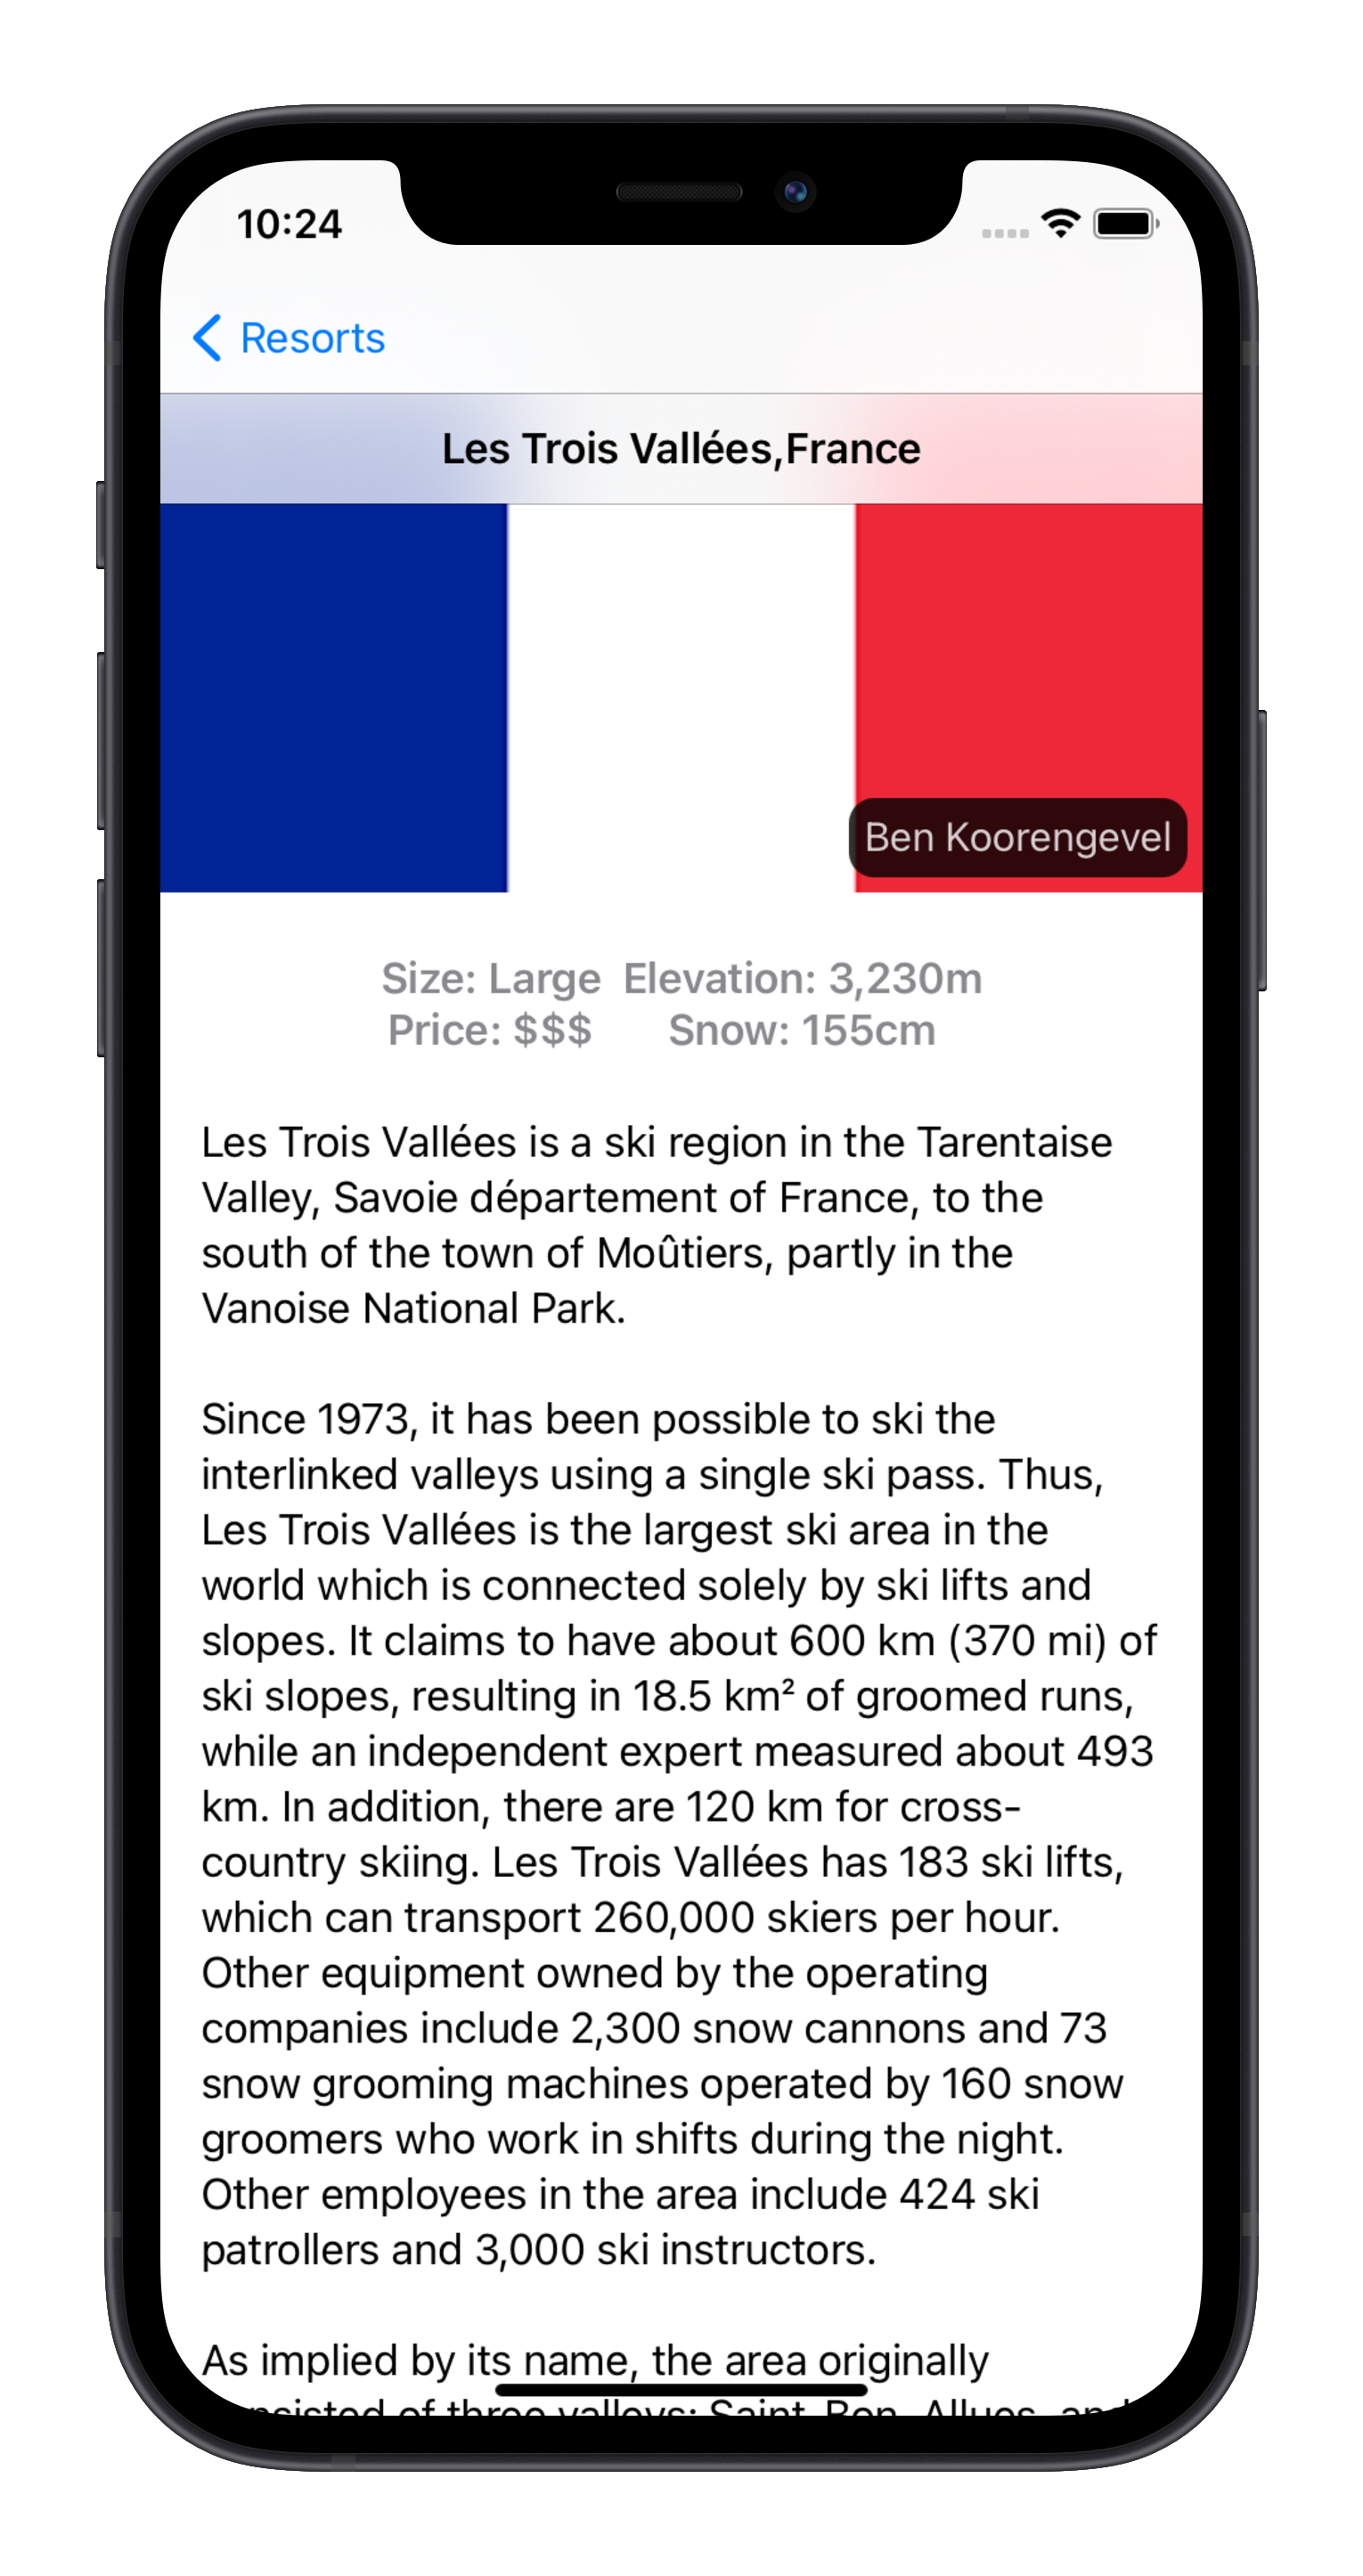 10:24
Resorts
Les Trois Vallées,France
Ben Koorengevel
Size: Large Elevation: 3,230m
Price: $$$ Snow: 155cm
Les Trois Vallées is a ski region in the Tarentaise
Valley, Savoie département of France, to the
south of the town of Moûtiers, partly in the
Vanoise National Park.
Since 1973, it has been possible to ski the
interlinked valleys using a single ski pass. Thus,
Les Trois Vallées is the largest ski area in the
world which is connected solely by ski lifts and
slopes. It claims to have about 600 km (370 mi) of
ski slopes, resulting in 18.5 km² of groomed runs,
while an independent expert measured about 493
km. In addition, there are 120 km for cross-
country skiing. Les Trois Vallées has 183 ski lifts,
which can transport 260,000 skiers per hour.
Other equipment owned by the operating
companies include 2,300 snow cannons and 73
snow grooming machines operated by 160 snow
groomers who work in shifts during the night.
Other employees in the area include 424 ski
patrollers and 3,000 ski instructors.
As implied by its name, the area originally
of three valleys: Saint-Bon, Allues, and